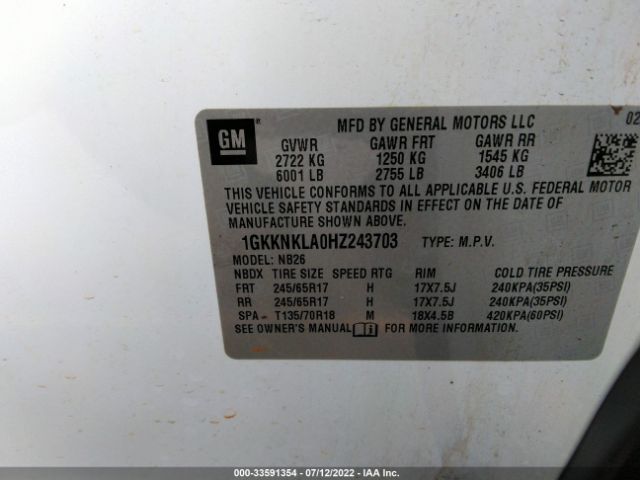 GM
MFD BY GENERAL MOTORS LLC 02
GVWR GAWR FRT GAWR RR
2722 KG 1250 KG 1545 KG
6001 LB 2755 LB 3406 LB
THIS VEHICLE CONFORMS TO ALL APPLICABLE U.S. FEDERAL MOTOR
VEHICLE SAFETY STANDARDS IN EFFECT ON THE DATE OF
MANUFACTURE SHOWN ABOVE.
1GKKNKLA0HZ243703 TYPE: M.P.V.
MODEL: NB26
NBDX TIRE SIZE SPEED RTG RIM COLD TIRE PRESSURE
FRT 245/65R17 H 17X7.5J 240KPA(35PSI)
RR 245/65R17 H 17X7.5J 240KPA(35PSI)
SPA T135/70R18 M 18X4.5B 420KPA(60PSI)
SEE OWNER'S MANUAL FOR MORE INFORMATION.
000-33591354 - 07/12/2022 - IAA Inc.